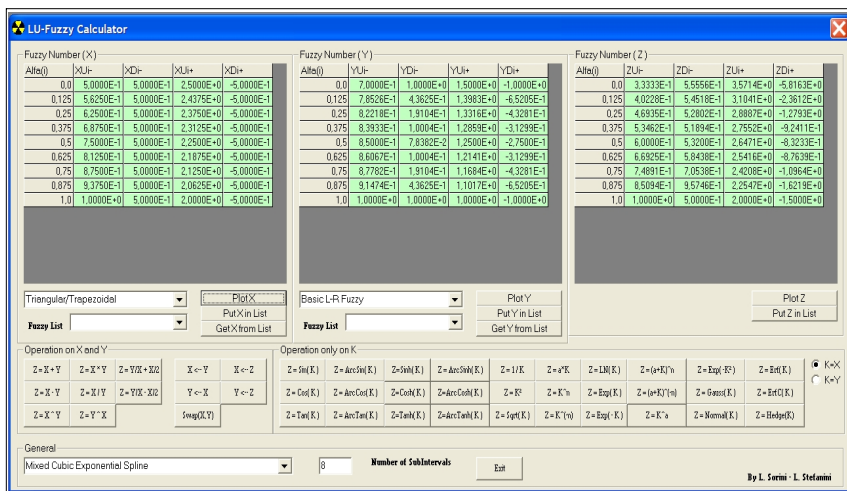 LU-Fuzzy Calculator
Fuzzy Number ( X )
Alfa(i) XUi- XDi- XUi+ XDi+
0,0 5,0000E-1 5,0000E-1 2,5000E+0 -5,0000E-1
0,125 5,6250E-1 5,0000E-1 2,4375E+0 -5,0000E-1
0,25 6,2500E-1 5,0000E-1 2,3750E+0 -5,0000E-1
0,375 6,8750E-1 5,0000E-1 2,3125E+0 -5,0000E-1
0,5 7,5000E-1 5,0000E-1 2,2500E+0 -5,0000E-1
0,625 8,1250E-1 5,0000E-1 2,1875E+0 -5,0000E-1
0,75 8,7500E-1 5,0000E-1 2,1250E+0 -5,0000E-1
0,875 9,3750E-1 5,0000E-1 2,0625E+0 -5,0000E-1
1,0 1,0000E+0 5,0000E-1 2,0000E+0 -5,0000E-1
Triangular/Trapezoidal
Plot X
Put X in List
Fuzzy List
Get X from List
Fuzzy Number ( Y )
Alfa(i) YUi- YDi- YUi+ YDi+
0,0 7,0000E-1 1,0000E+0 1,5000E+0 -1,0000E+0
0,125 7,8526E-1 4,3625E-1 1,3983E+0 -6,5205E-1
0,25 8,2218E-1 1,9104E-1 1,3316E+0 -4,3281E-1
0,375 8,3933E-1 1,0004E-1 1,2859E+0 -3,1299E-1
0,5 8,5000E-1 7,8382E-2 1,2500E+0 -2,7500E-1
0,625 8,6067E-1 1,0004E-1 1,2141E+0 -3,1299E-1
0,75 8,7782E-1 1,9104E-1 1,1684E+0 -4,3281E-1
0,875 9,1474E-1 4,3625E-1 1,1017E+0 -6,5205E-1
1,0 1,0000E+0 1,0000E+0 1,0000E+0 -1,0000E+0
Basic L-R Fuzzy
Plot Y
Put Y in List
Fuzzy List
Get Y from List
Fuzzy Number ( Z )
Alfa(i) ZUi- ZDi- ZUi+ ZDi+
0,0 3,3333E-1 5,5556E-1 3,5714E+0 -5,8163E+0
0,125 4,0228E-1 5,4518E-1 3,1041E+0 -2,3612E+0
0,25 4,6935E-1 5,2802E-1 2,8887E+0 -1,2793E+0
0,375 5,3462E-1 5,1894E-1 2,7552E+0 -9,2411E-1
0,5 6,0000E-1 5,3200E-1 2,6471E+0 -8,3233E-1
0,625 6,6925E-1 5,8438E-1 2,5416E+0 -8,7639E-1
0,75 7,4891E-1 7,0538E-1 2,4208E+0 -1,0964E+0
0,875 8,5094E-1 9,5746E-1 2,2547E+0 -1,6219E+0
1,0 1,0000E+0 5,0000E-1 2,0000E+0 -1,5000E+0
Plot Z
Put Z in List
Operation on X and Y
Z = X + Y Z = X * Y Z = Y/X + X/2 X <-- Y X <-- Z
Z = X - Y Z = X / Y Z = Y/X - X/2 Y <-- X Y <-- Z
Z = X ^ Y Z = Y ^ X Swap(X,Y)
Operation only on K
Z = Sin( K ) Z = ArcSin( K ) Z=Sinh( K ) Z = ArcSinh( K ) Z = 1 / K Z = a*K Z = LN( K ) Z = (a+K)^n Z = Exp( -K² ) Z = Erf( K ) K=X
Z = Cos( K ) Z = ArcCos( K ) Z=Cosh( K ) Z=ArcCosh( K ) Z = K² Z = K^n Z = Exp( K ) Z = (a+K)^(-n) Z = Gauss( K ) Z = ErfC( K ) K=Y
Z = Tan( K ) Z = ArcTan( K ) Z=Tanh( K ) Z=ArcTanh( K ) Z = Sqrt( K ) Z = K^(-n) Z = Exp( - K ) Z = K^a Z = Normal( K ) Z = Hedge(K)
General
Mixed Cubic Exponential Spline 8 Number of SubIntervals Exit
By L. Sorini - L. Stefanini